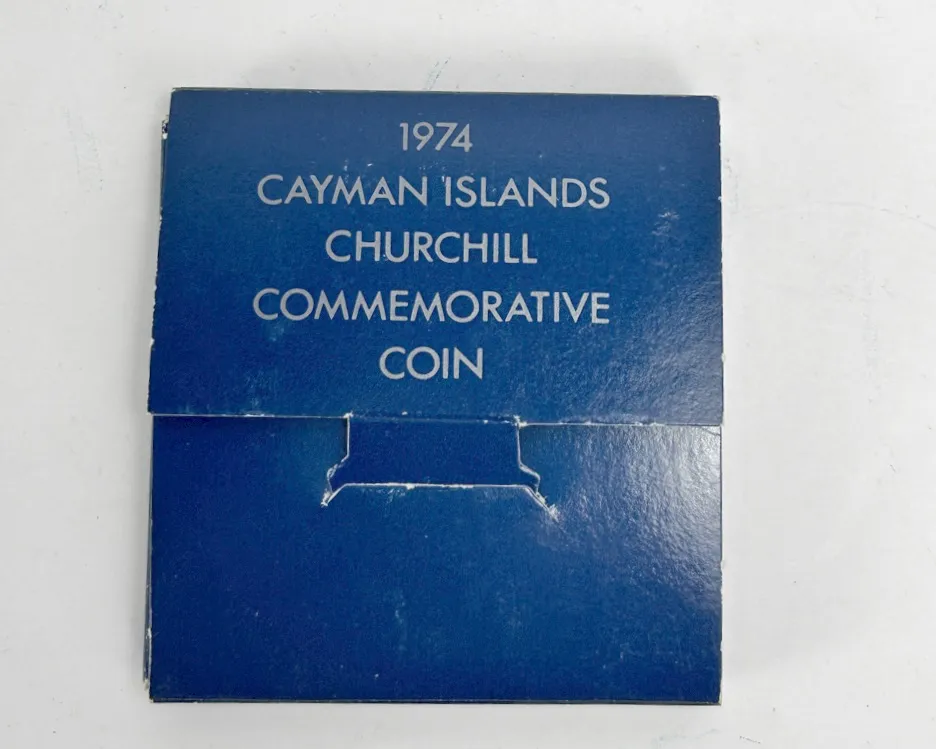 1974
CAYMAN ISLANDS
CHURCHILL
COMMEMORATIVE
COIN